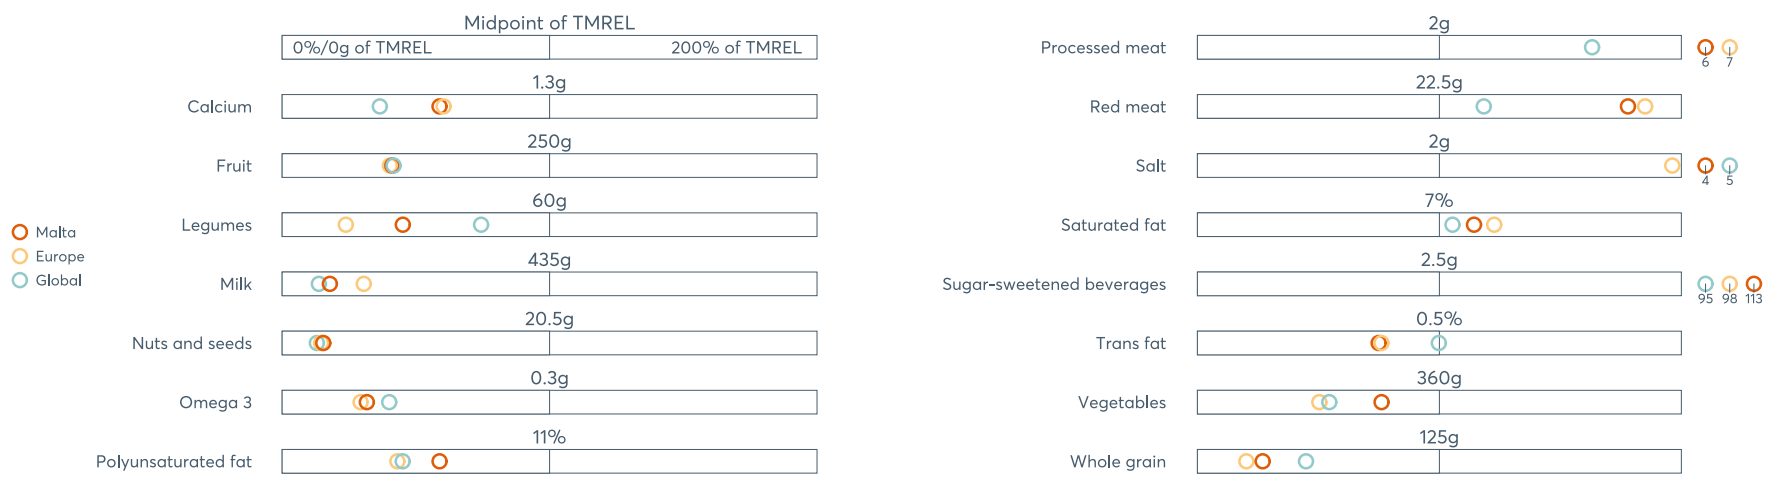 Midpoint of TMREL
0%/0g of TMREL 200% of TMREL
1.3g
Calcium
250g
Fruit
60g
Legumes
435g
Milk
20.5g
Nuts and seeds
0.3g
Omega 3
11%
Polyunsaturated fat
Malta
Europe
Global
2g
Processed meat
6 7
22.5g
Red meat
2g
Salt
4 5
7%
Saturated fat
2.5g
Sugar-sweetened beverages
95 98 113
0.5%
Trans fat
360g
Vegetables
125g
Whole grain